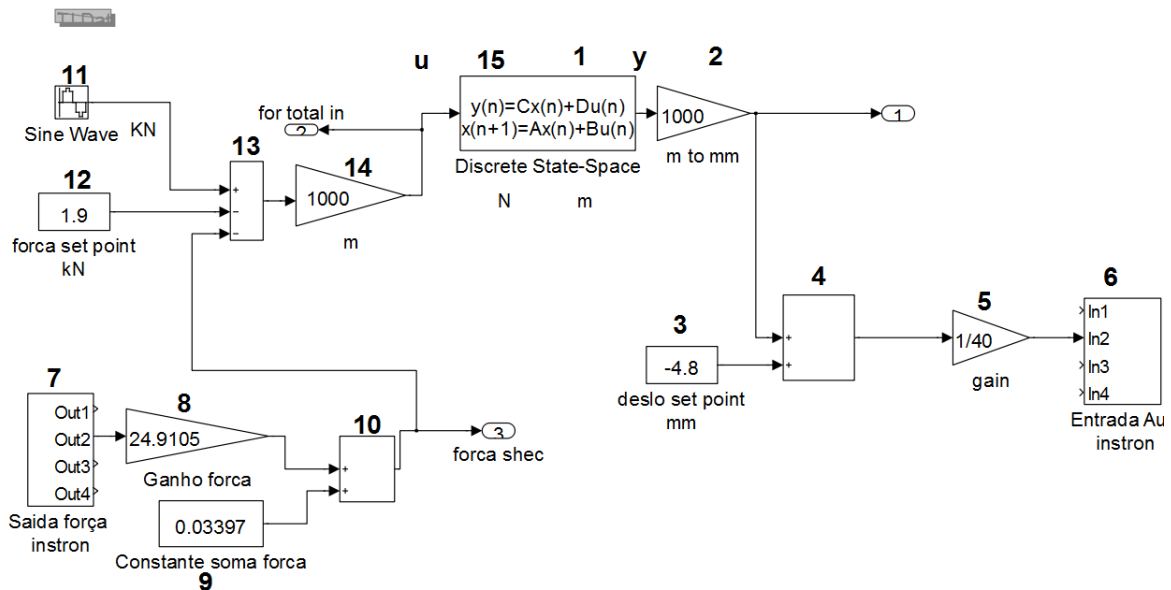 11
Sine Wave
KN
12
1.9
forca set point
kN
13
for total in
2
14
1000
m
u
15
1
y
y(n)=Cx(n)+Du(n)
x(n+1)=Ax(n)+Bu(n)
Discrete State-Space
N
m
2
1000
m to mm
1
3
-4.8
deslo set point
mm
4
+
+
5
1/40
gain
6
In1
In2
In3
In4
Entrada Au
instron
7
Out1
Out2
Out3
Out4
Saida força
instron
8
24.9105
Ganho forca
0.03397
Constante soma forca
9
10
+
+
3
forca shec
+
−
−